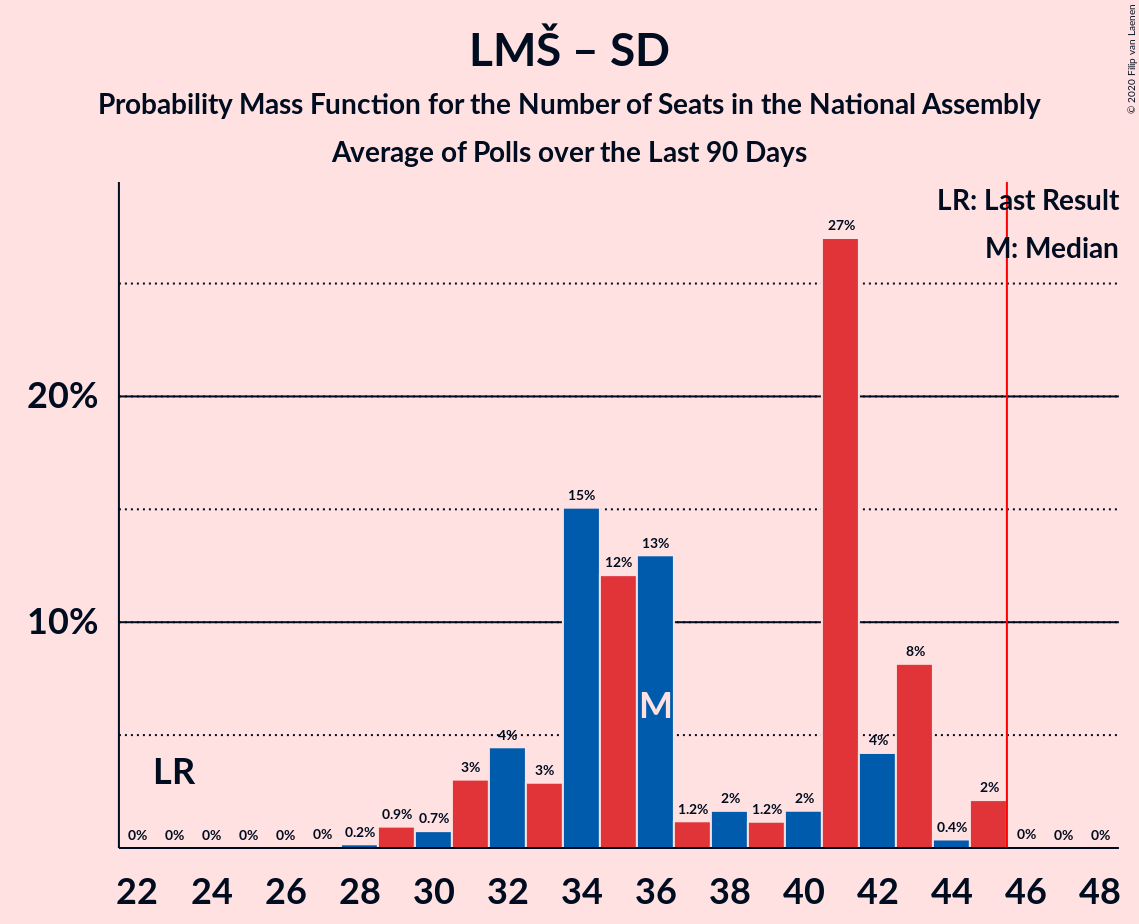 LMŠ – SD
Probability Mass Function for the Number of Seats in the National Assembly
Average of Polls over the Last 90 Days
© 2020 Filip van Laenen
LR: Last Result
M: Median
27%
20%
15%
13%
12%
10%
8%
M
4%
4%
LR
3%
3%
2%
2%
2%
1.2%
1.2%
0.9%
0.7%
0.4%
0.2%
0% 0% 0% 0% 0% 0% 0% 0% 0%
22 24 26 28 30 32 34 36 38 40 42 44 46 48